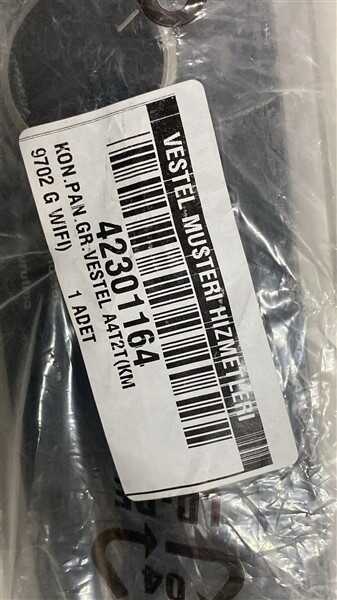 VESTEL MUSTERI HIZMETLERI
42301164
KON.PAN.GR-VESTEL A4T2T(KM
9702 G WIFI)
1 ADET